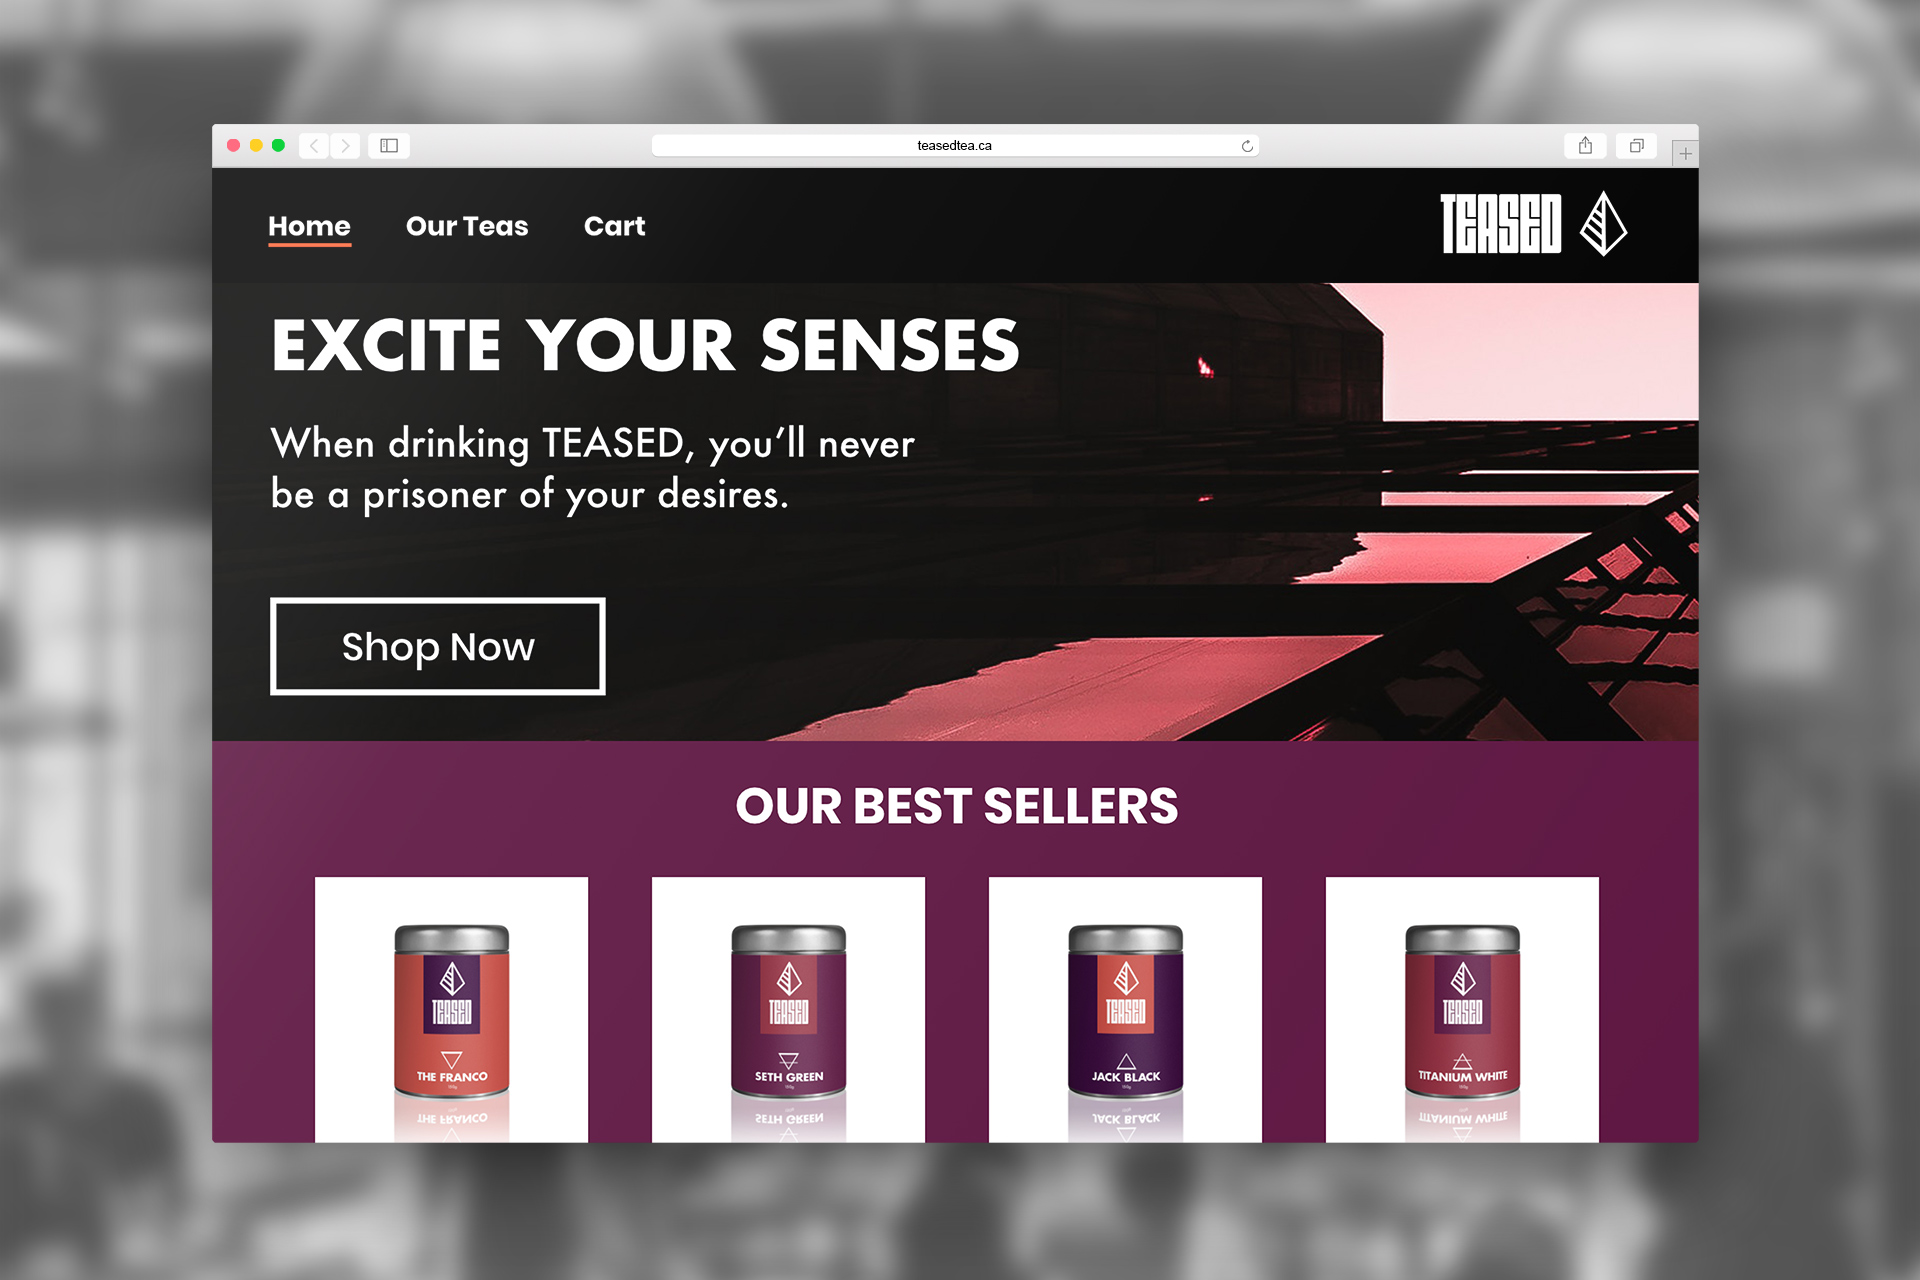 teasedtea.ca
Home Our Teas Cart
TEASED
EXCITE YOUR SENSES
When drinking TEASED, you’ll never
be a prisoner of your desires.
Shop Now
OUR BEST SELLERS
TEASED
THE FRANCO
TEASED
SETH GREEN
TEASED
JACK BLACK
TEASED
TITANIUM WHITE